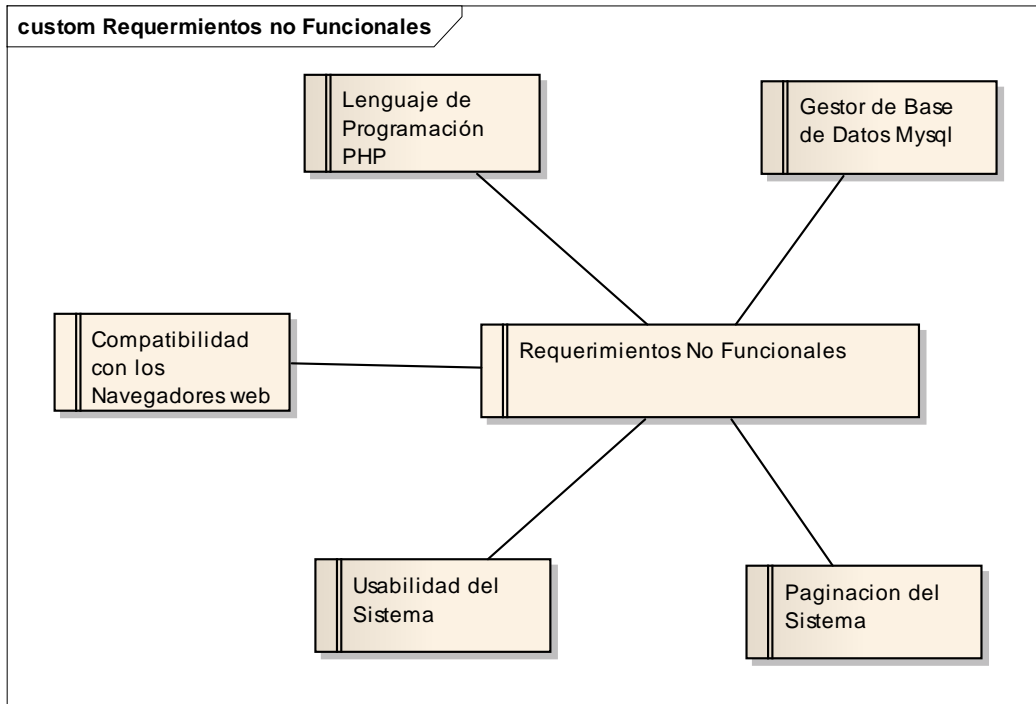 custom Requermientos no Funcionales
Lenguaje de
Programación
PHP
Gestor de Base
de Datos Mysql
Compatibilidad
con los
Navegadores web
Requerimientos No Funcionales
Usabilidad del
Sistema
Paginacion del
Sistema